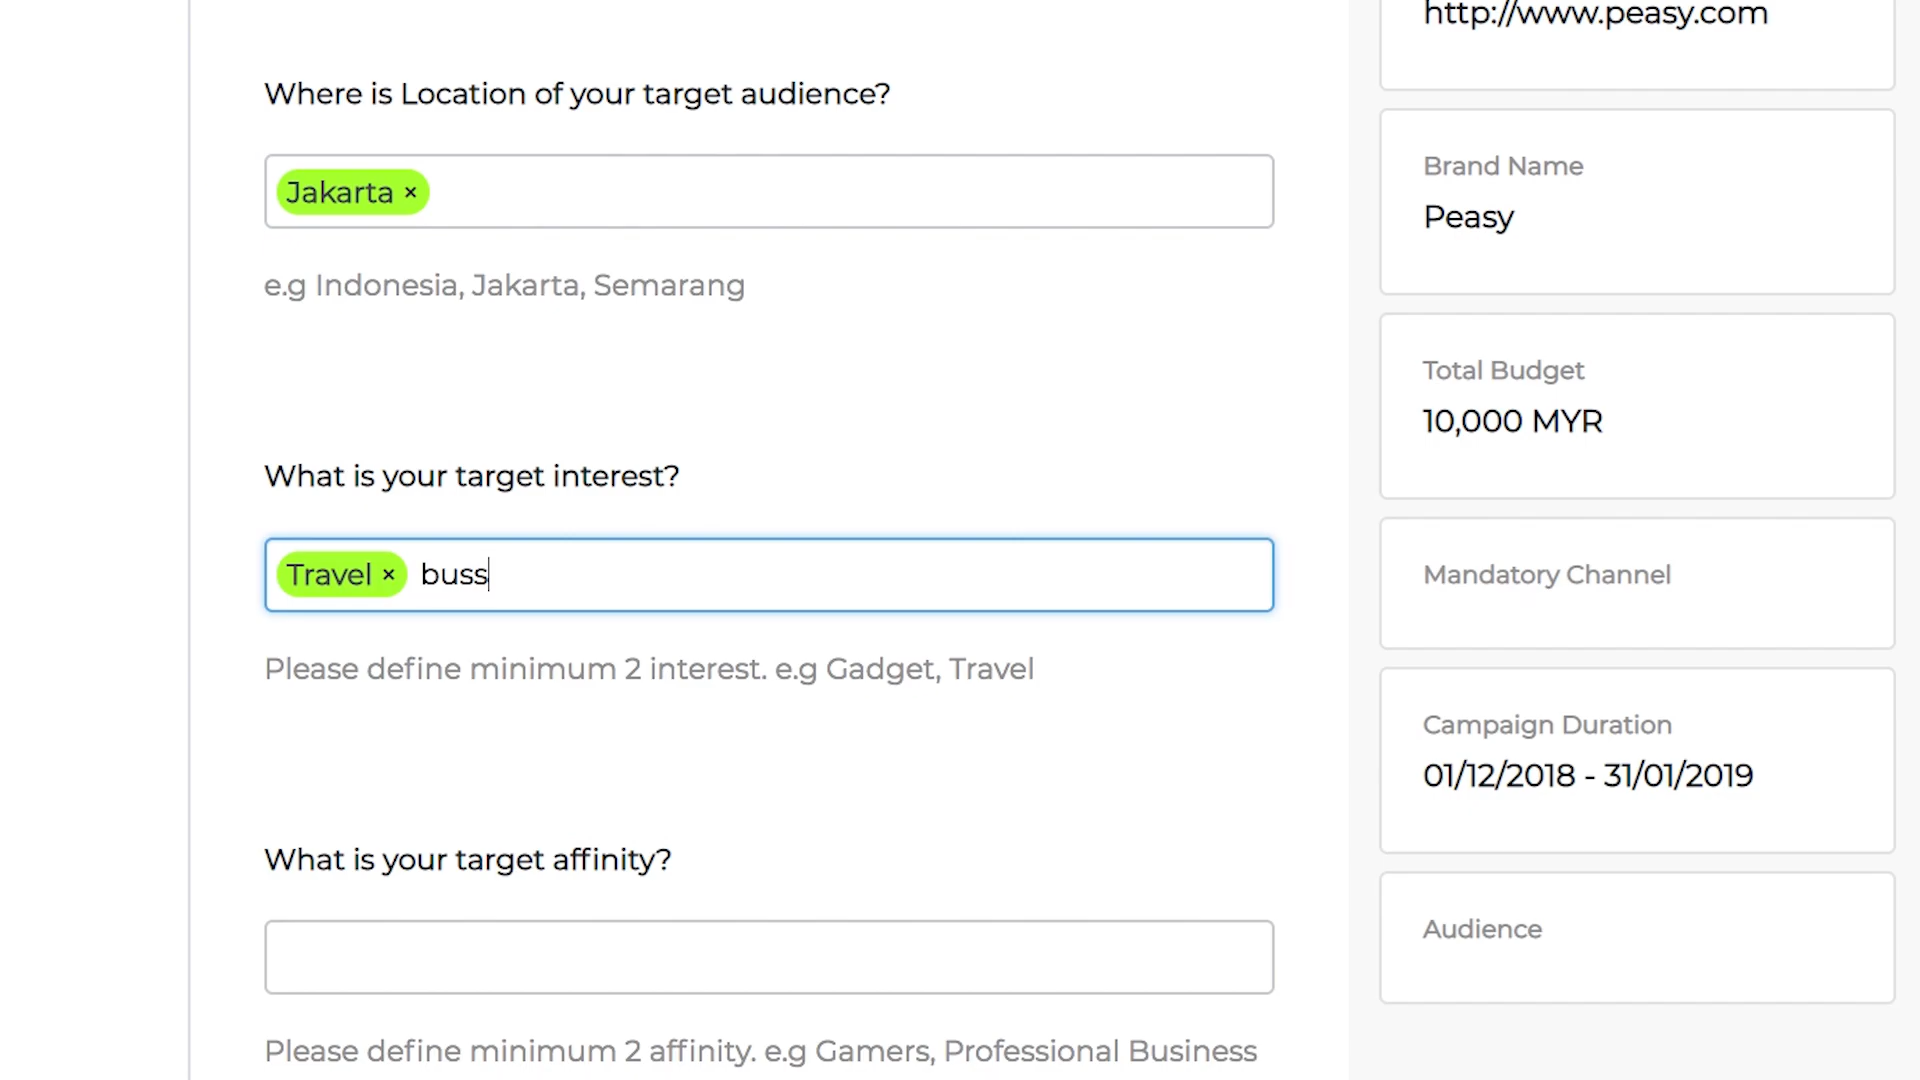 Where is Location of your target audience?
Jakarta ×
e.g Indonesia, Jakarta, Semarang
What is your target interest?
Travel × buss
Please define minimum 2 interest. e.g Gadget, Travel
What is your target affinity?
Please define minimum 2 affinity. e.g Gamers, Professional Business
http://www.peasy.com
Brand Name
Peasy
Total Budget
10,000 MYR
Mandatory Channel
Campaign Duration
01/12/2018 - 31/01/2019
Audience